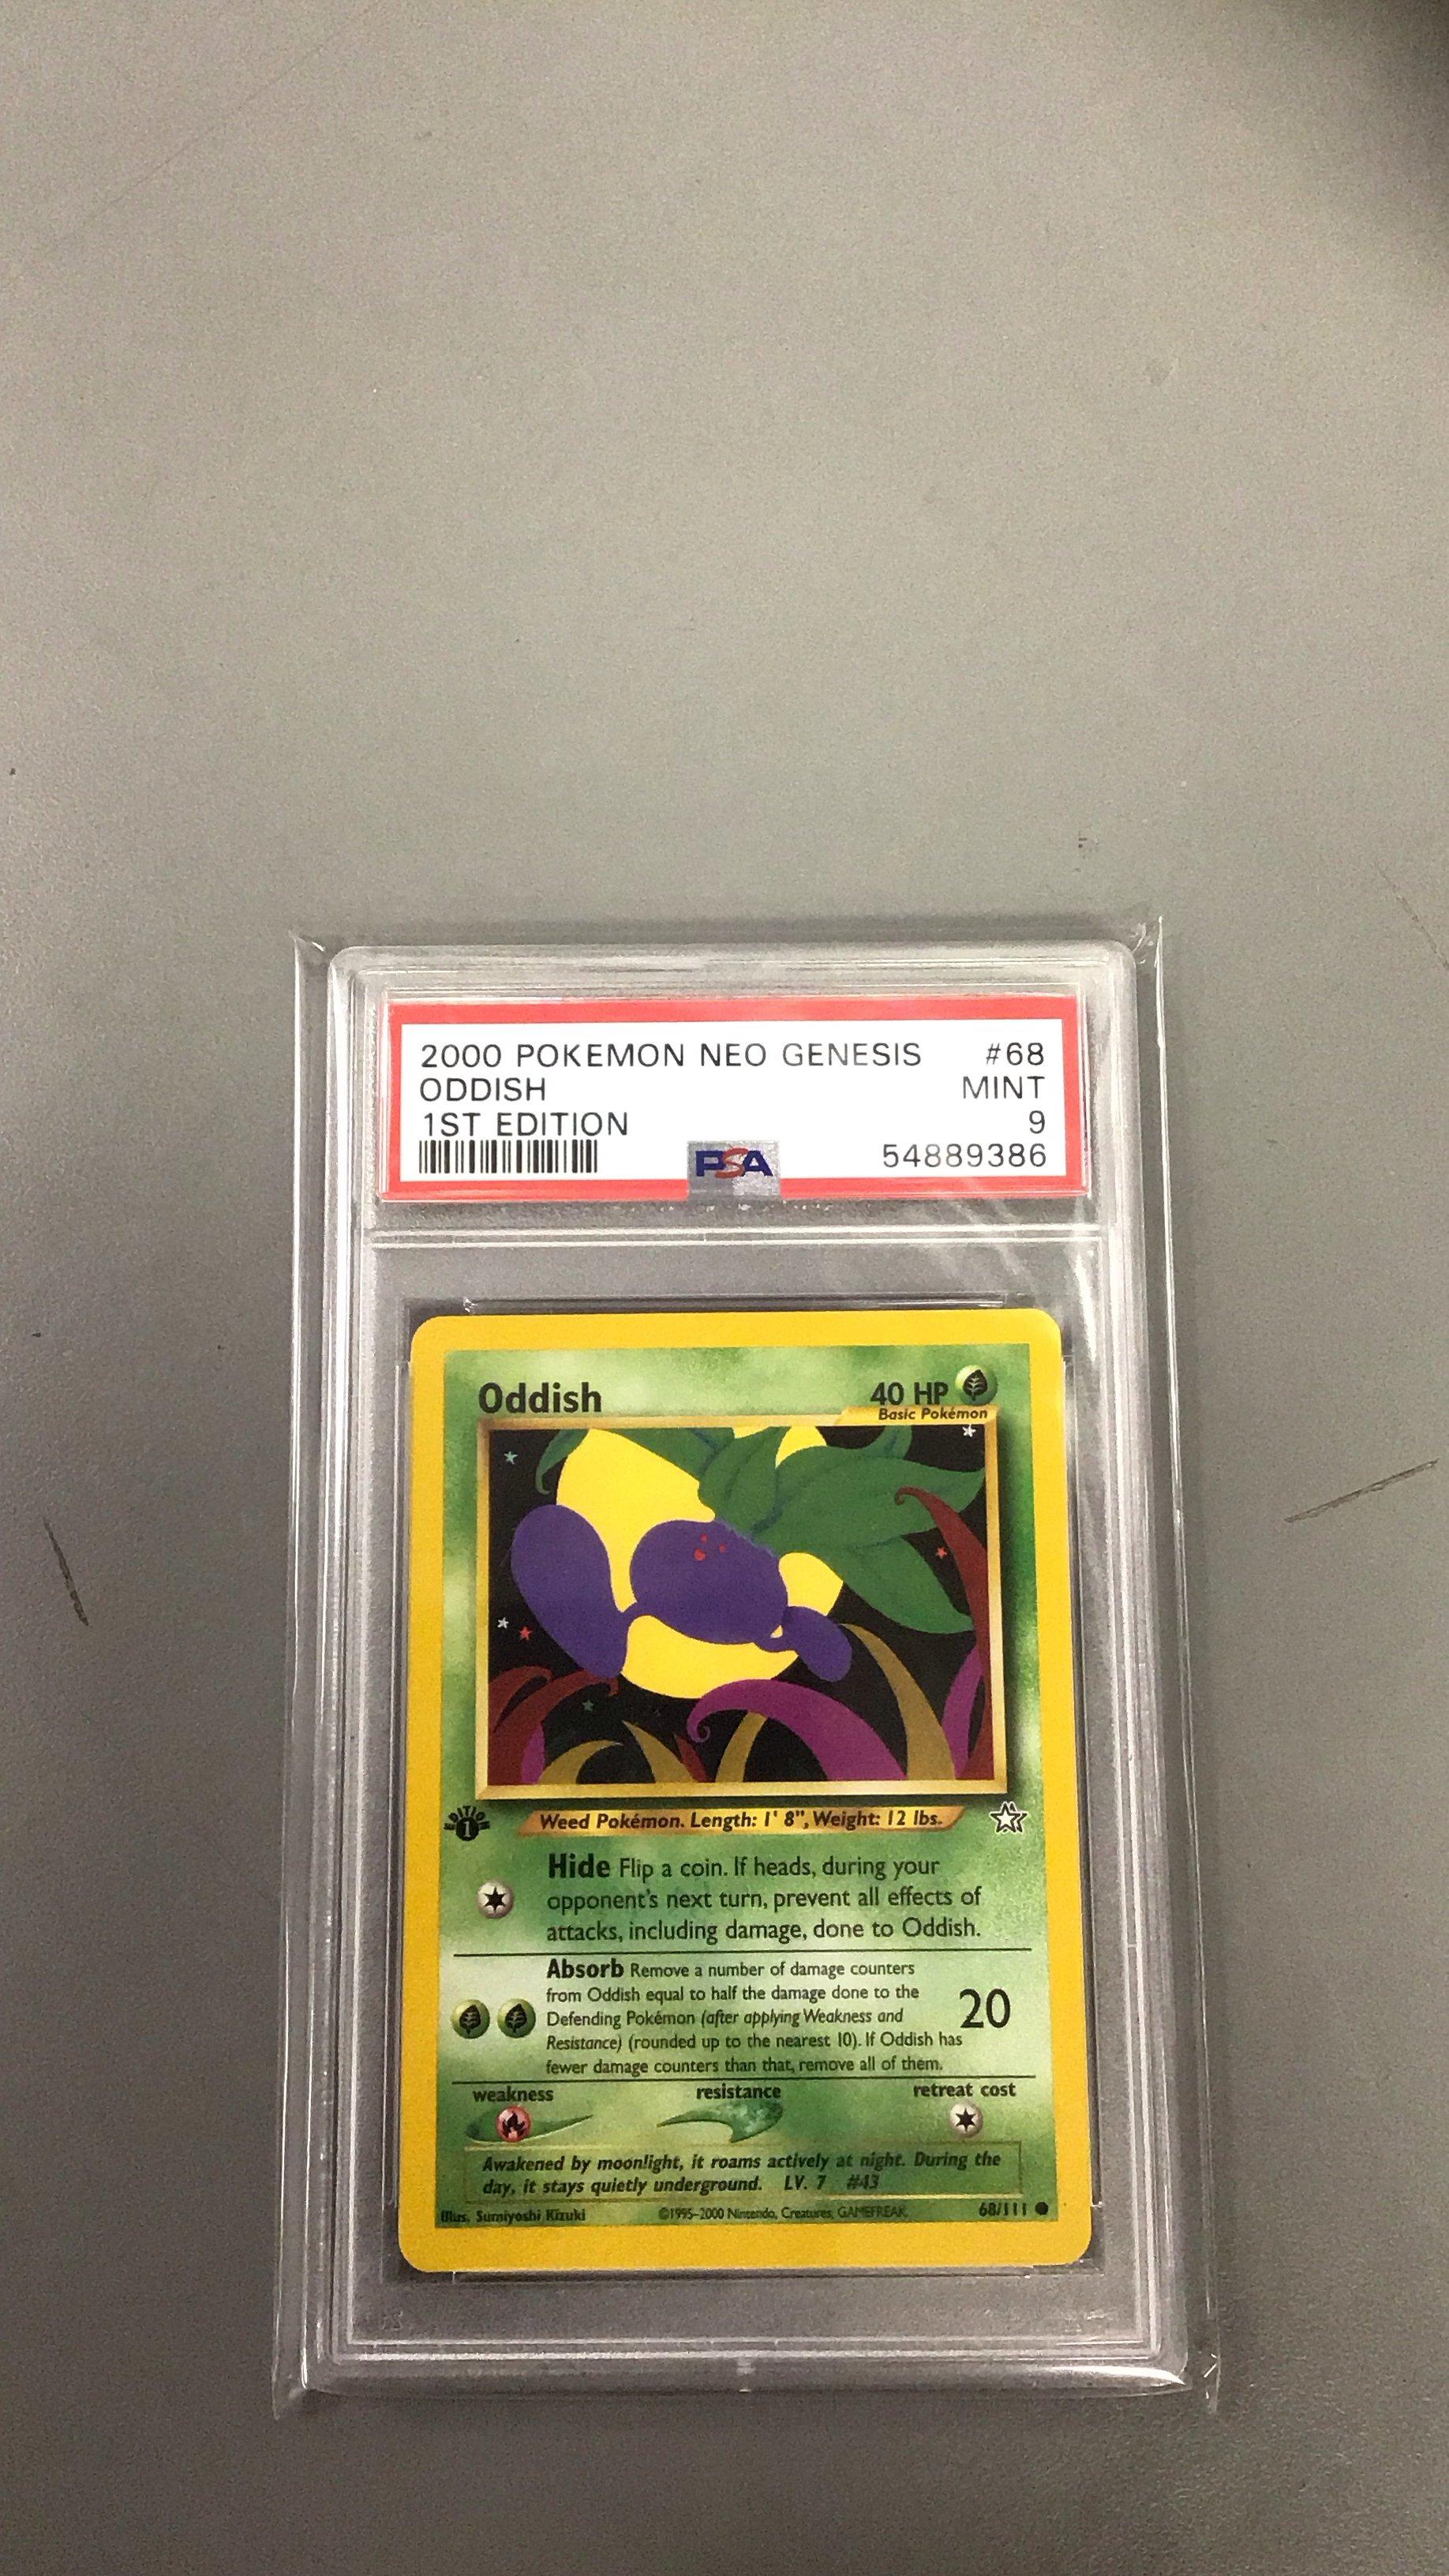 2000 POKEMON NEO GENESIS #68
ODDISH MINT
1ST EDITION 9
PSA 54889386
Oddish 40 HP
Basic Pokémon
EDITION
1
Weed Pokémon. Length: 1' 8", Weight: 12 lbs.
Hide Flip a coin. If heads, during your
opponent's next turn, prevent all effects of
attacks, including damage, done to Oddish.
Absorb Remove a number of damage counters
from Oddish equal to half the damage done to the
Defending Pokémon (after applying Weakness and
Resistance) (rounded up to the nearest 10). If Oddish has
fewer damage counters than that, remove all of them.
20
weakness resistance retreat cost
Awakened by moonlight, it roams actively at night. During the
day, it stays quietly underground. LV. 7 #43
Illus. Sumiyoshi Kizuki ©1995-2000 Nintendo, Creatures, GAMEFREAK 68/111